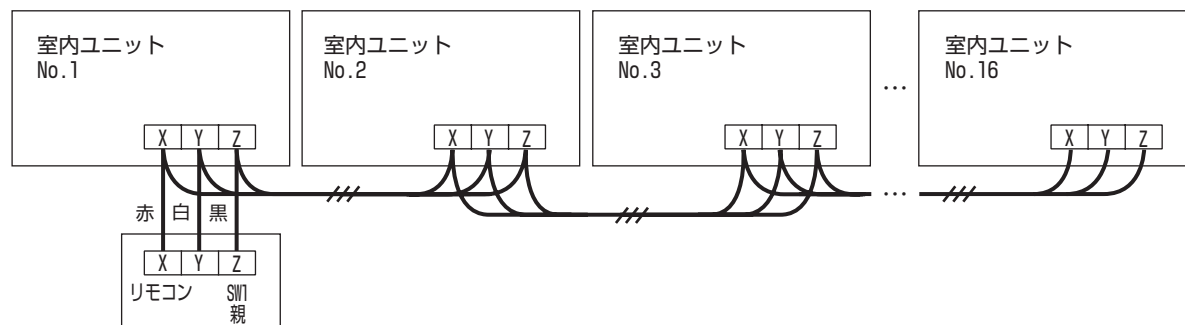 室内ユニット
No.1
室内ユニット
No.2
室内ユニット
No.3
室内ユニット
No.16
…
X Y Z
X Y Z
X Y Z
X Y Z
…
赤 白 黒
X Y Z
リモコン SW1
親